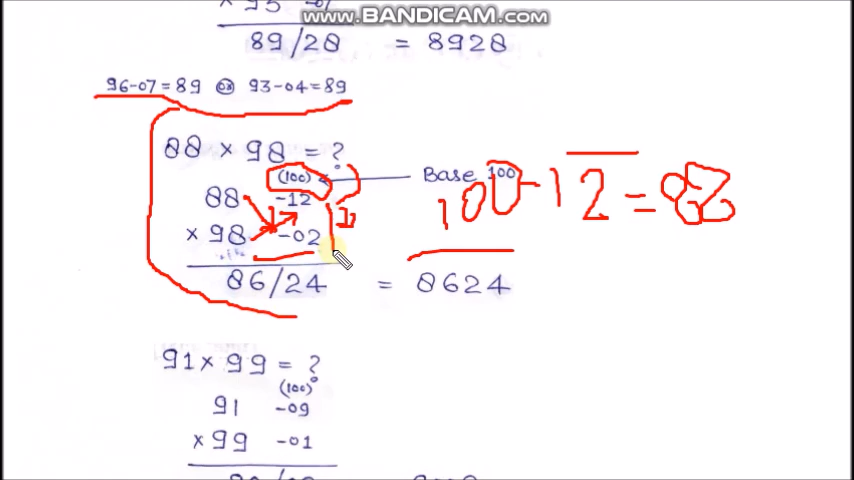 WWW.BANDICAM.COM
89/28 = 8928
96-07=89 OR 93-04=89
88 × 98 = ?
(100)° Base 100
88 -12
100-12=88
× 98 -02
86/24 = 8624
91 × 99 = ?
(100)°
91 -09
× 99 -01